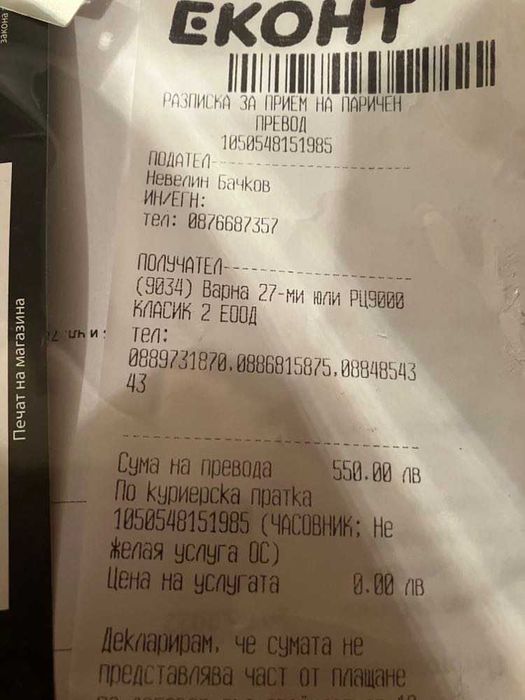 закона
ЕКОНТ
РАЗПИСКА ЗА ПРИЕМ НА ПАРИЧЕН
ПРЕВОД
1050548151985
ПОДАТЕЛ--------------------
Невелин Бачков
ИН/ЕГН:
тел: 0876687357
ПОЛУЧАТЕЛ--------------------
(9034) Варна 27-ми юли РЦ9000
КЛАСИК 2 ЕООД
тел:
0889731870,0886815875,08848543
43
Печат на магазина
------------------------------
Сума на превода 550.00 лв
По куриерска пратка
1050548151985 (ЧАСОВНИК; Не
желая услуга ОС)
Цена на услугата 0.00 лв
Декларирам, че сумата не
представлява част от плащане